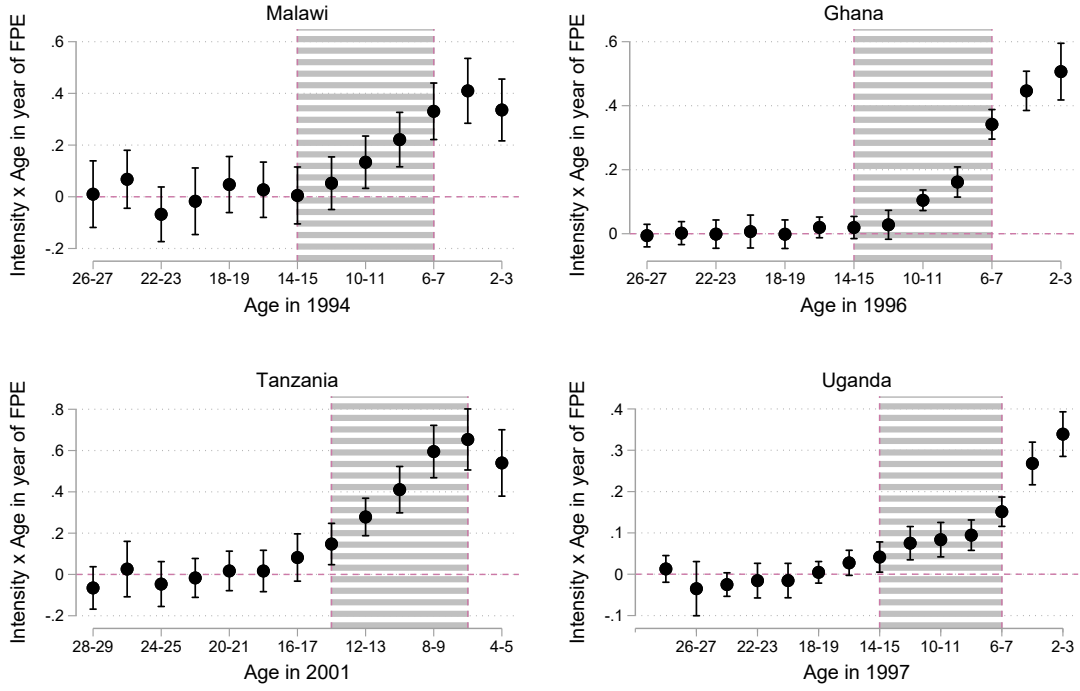 Malawi
Intensity x Age in year of FPE
.6
.4
.2
0
-.2
26-27 22-23 18-19 14-15 10-11 6-7 2-3
Age in 1994
Ghana
Intensity x Age in year of FPE
.6
.4
.2
0
26-27 22-23 18-19 14-15 10-11 6-7 2-3
Age in 1996
Tanzania
Intensity x Age in year of FPE
.8
.6
.4
.2
0
-.2
28-29 24-25 20-21 16-17 12-13 8-9 4-5
Age in 2001
Uganda
Intensity x Age in year of FPE
.4
.3
.2
.1
0
-.1
26-27 22-23 18-19 14-15 10-11 6-7 2-3
Age in 1997